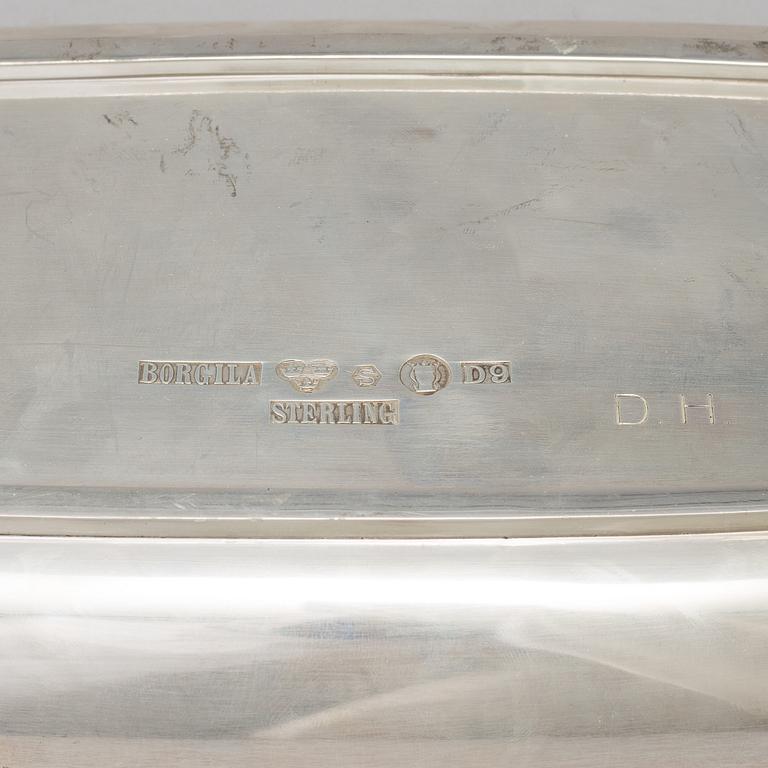 BORGILA S D9
STERLING
D. H.